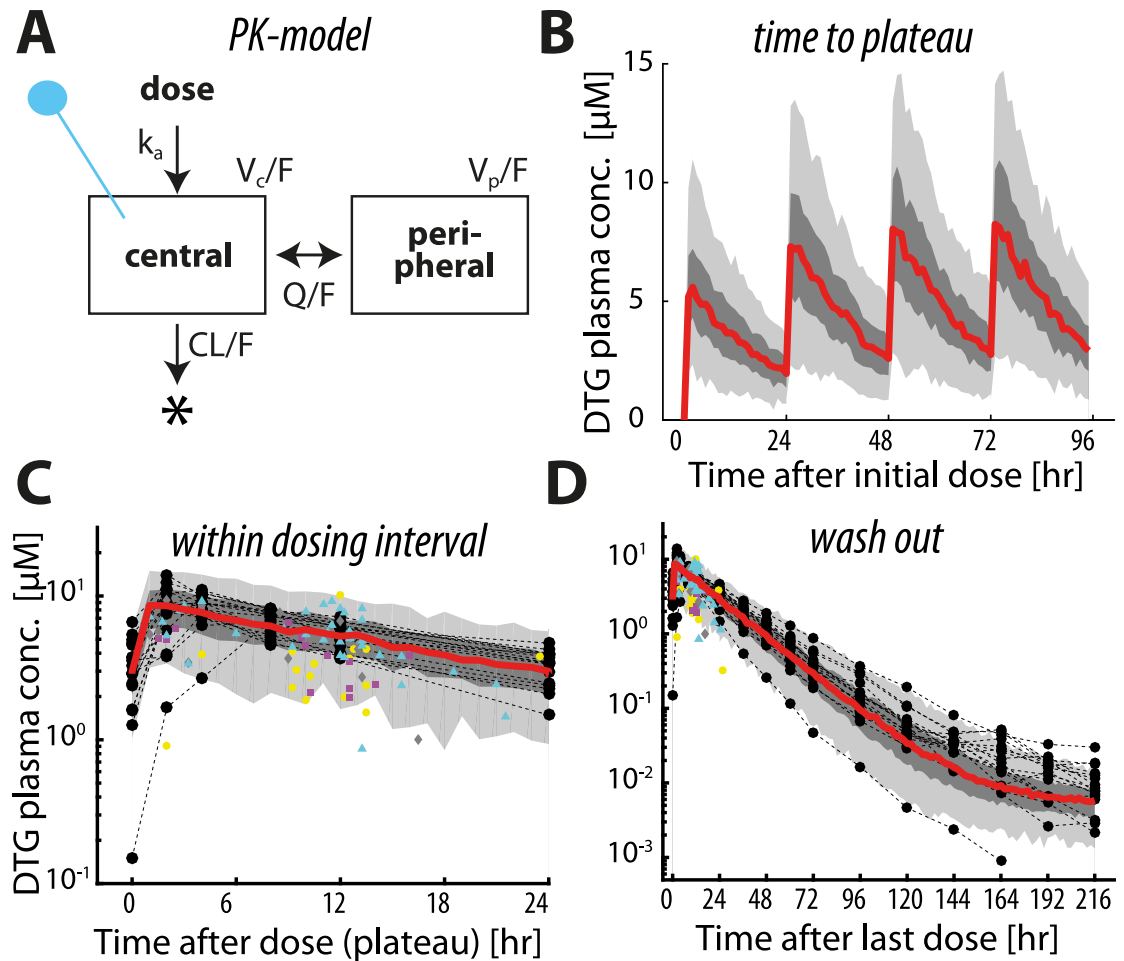 A
PK-model
dose
k_a
V_c/F
V_p/F
central
peri-
pheral
Q/F
CL/F
*
B
time to plateau
DTG plasma conc. [µM]
15
10
5
0
0 24 48 72 96
Time after initial dose [hr]
C
within dosing interval
DTG plasma conc. [µM]
10^1
10^0
10^-1
0 6 12 18 24
Time after dose (plateau) [hr]
D
wash out
10^1
10^0
10^-1
10^-2
10^-3
0 24 48 72 96 120 144 164 192 216
Time after last dose [hr]